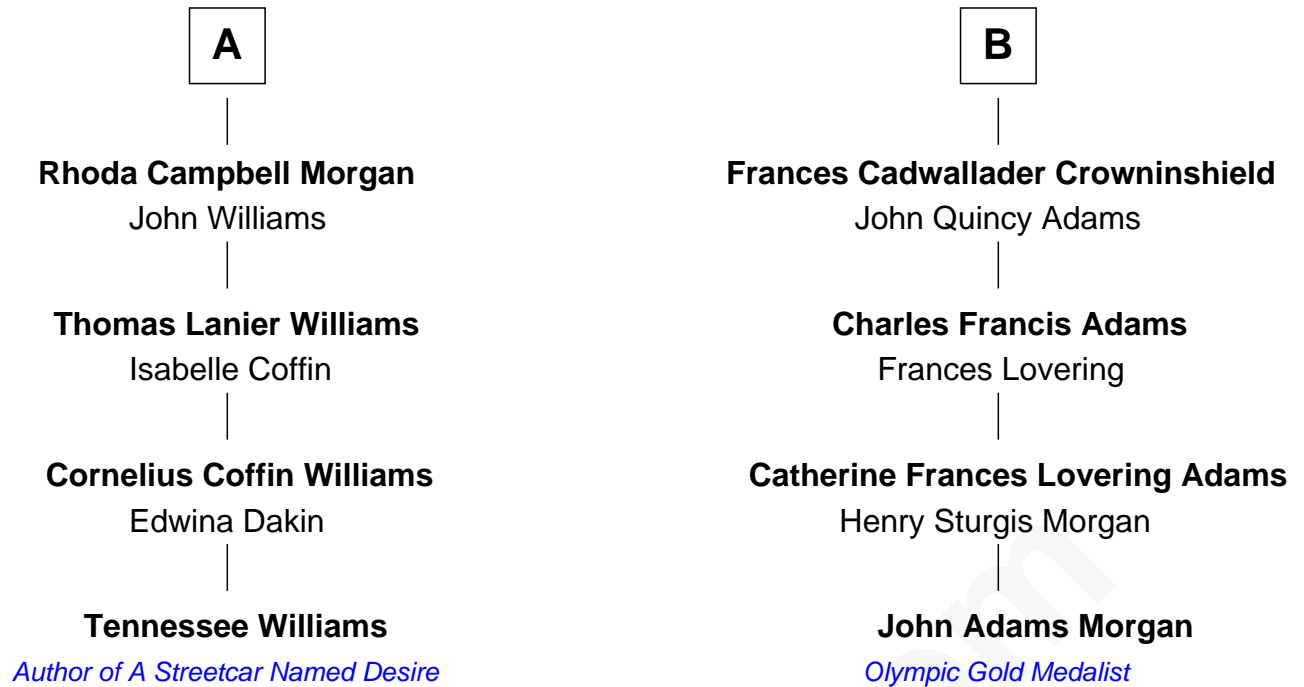 A
Rhoda Campbell Morgan
John Williams
Thomas Lanier Williams
Isabelle Coffin
Cornelius Coffin Williams
Edwina Dakin
Tennessee Williams
Author of A Streetcar Named Desire
B
Frances Cadwallader Crowninshield
John Quincy Adams
Charles Francis Adams
Frances Lovering
Catherine Frances Lovering Adams
Henry Sturgis Morgan
John Adams Morgan
Olympic Gold Medalist